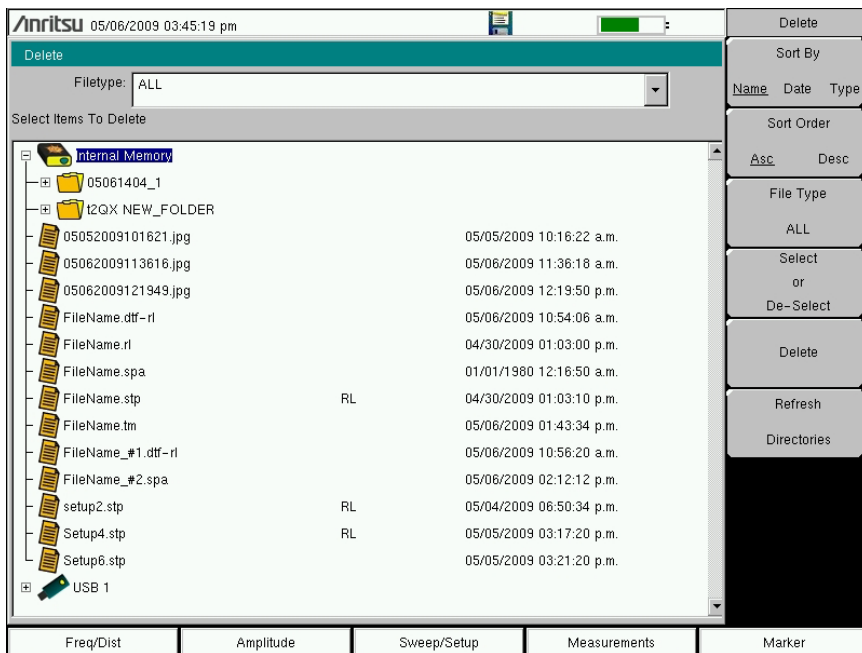 Anritsu 05/06/2009 03:45:19 pm
Delete
Filetype: ALL
Select Items To Delete
Internal Memory
05061404_1
t2QX NEW_FOLDER
05052009101621.jpg 05/05/2009 10:16:22 a.m.
05062009113616.jpg 05/06/2009 11:36:18 a.m.
05062009121949.jpg 05/06/2009 12:19:50 p.m.
FileName.dtf-rl 05/06/2009 10:54:06 a.m.
FileName.rl 04/30/2009 01:03:00 p.m.
FileName.spa 01/01/1980 12:16:50 a.m.
FileName.stp RL 04/30/2009 01:03:10 p.m.
FileName.tm 05/06/2009 01:43:34 p.m.
FileName_#1.dtf-rl 05/06/2009 10:56:20 a.m.
FileName_#2.spa 05/06/2009 02:12:12 p.m.
setup2.stp RL 05/04/2009 06:50:34 p.m.
Setup4.stp RL 05/05/2009 03:17:20 p.m.
Setup6.stp 05/05/2009 03:21:20 p.m.
USB 1
Delete
Sort By
Name Date Type
Sort Order
Asc Desc
File Type
ALL
Select
or
De-Select
Delete
Refresh
Directories
Freq/Dist Amplitude Sweep/Setup Measurements Marker